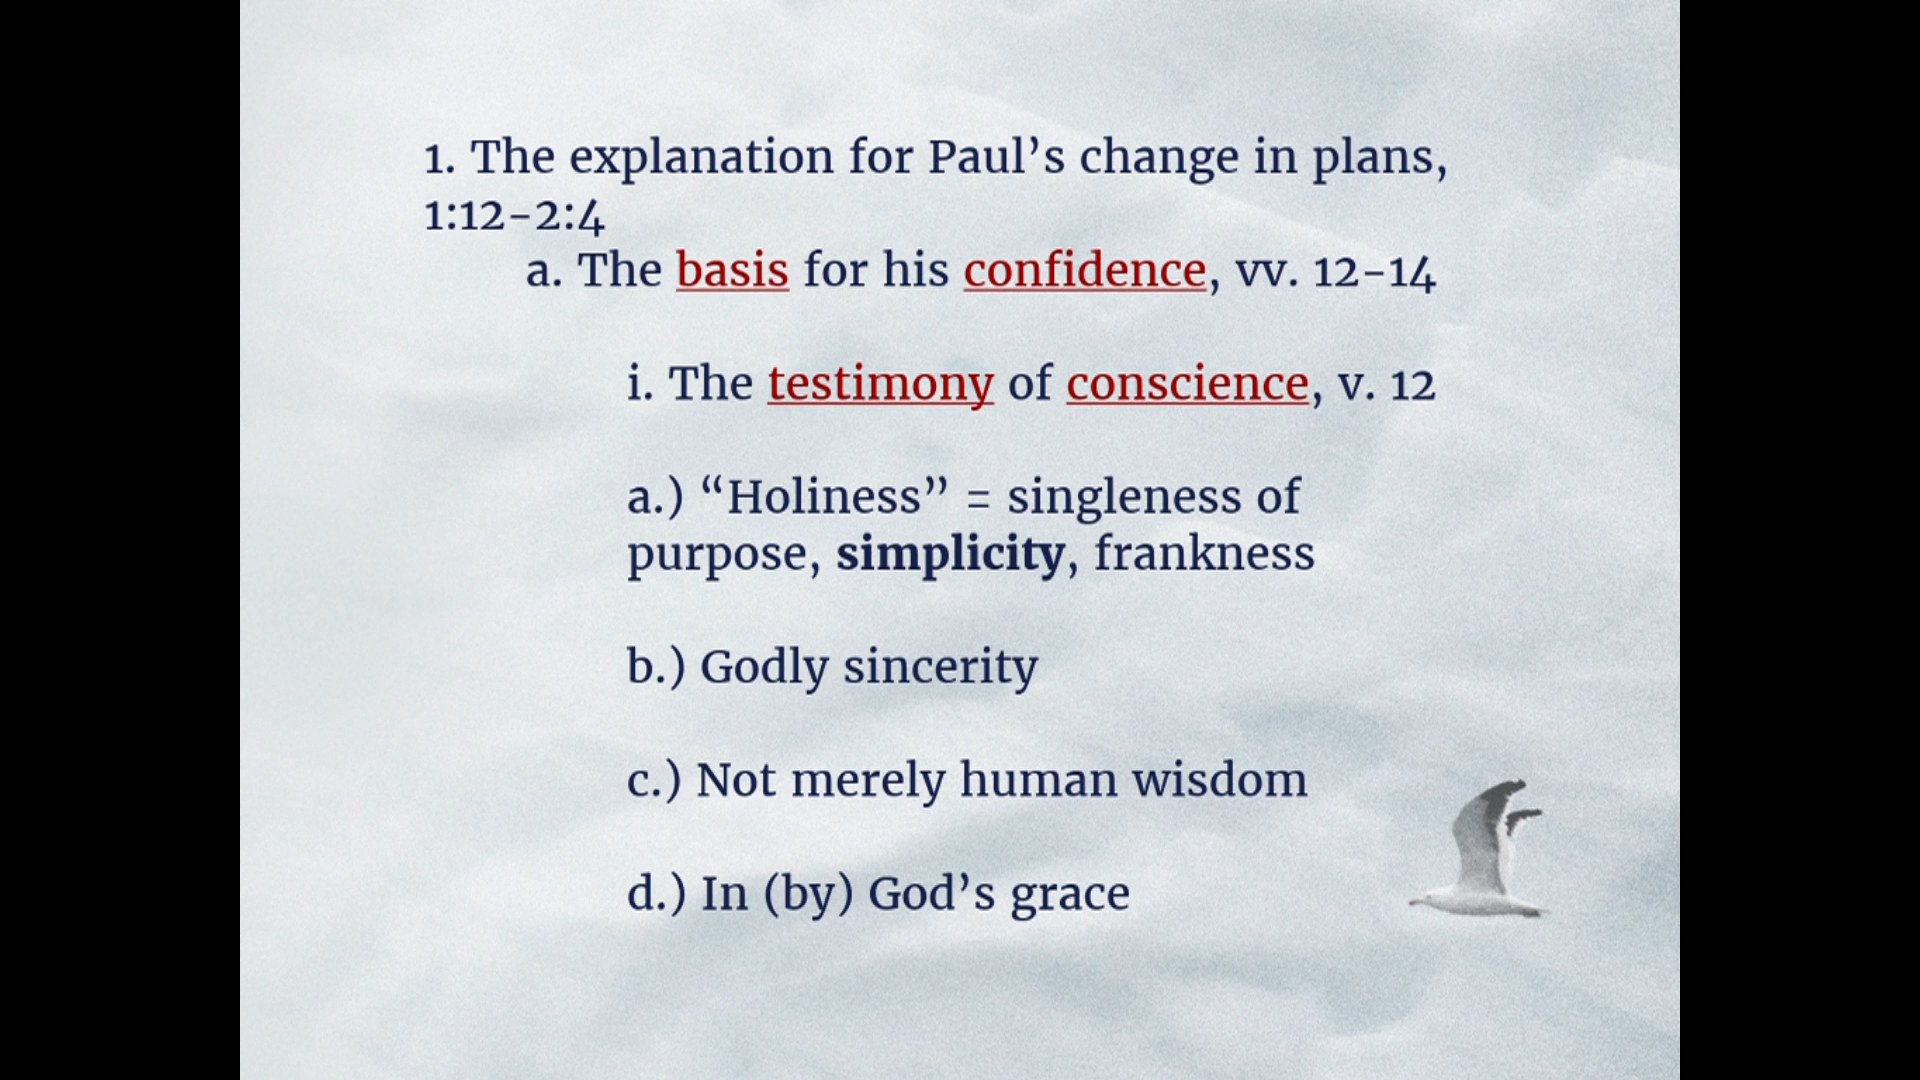 1. The explanation for Paul’s change in plans,
1:12-2:4
a. The basis for his confidence, vv. 12-14
i. The testimony of conscience, v. 12
a.) “Holiness” = singleness of
purpose, simplicity, frankness
b.) Godly sincerity
c.) Not merely human wisdom
d.) In (by) God’s grace